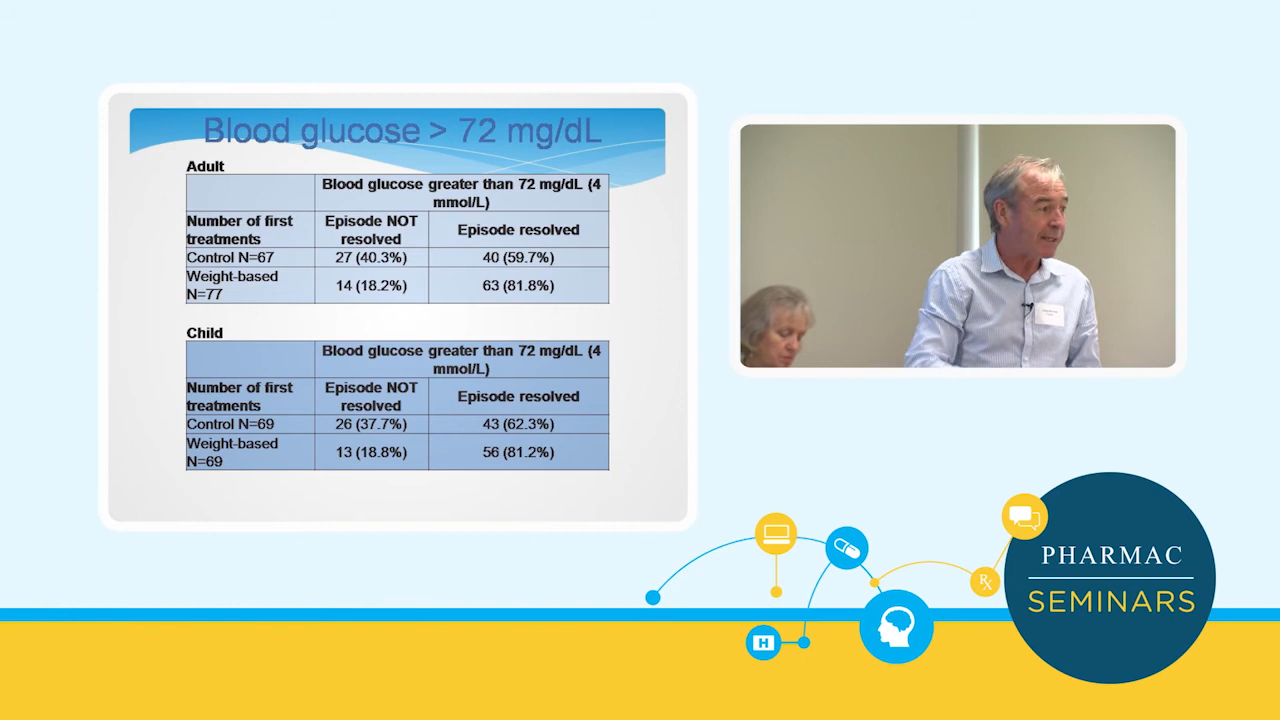 Blood glucose > 72 mg/dL
Adult
Blood glucose greater than 72 mg/dL (4
mmol/L)
Number of first
treatments
Episode NOT
resolved
Episode resolved
Control N=67
27 (40.3%)
40 (59.7%)
Weight-based
N=77
14 (18.2%)
63 (81.8%)
Child
Blood glucose greater than 72 mg/dL (4
mmol/L)
Number of first
treatments
Episode NOT
resolved
Episode resolved
Control N=69
26 (37.7%)
43 (62.3%)
Weight-based
N=69
13 (18.8%)
56 (81.2%)
H
Rx
PHARMAC
SEMINARS